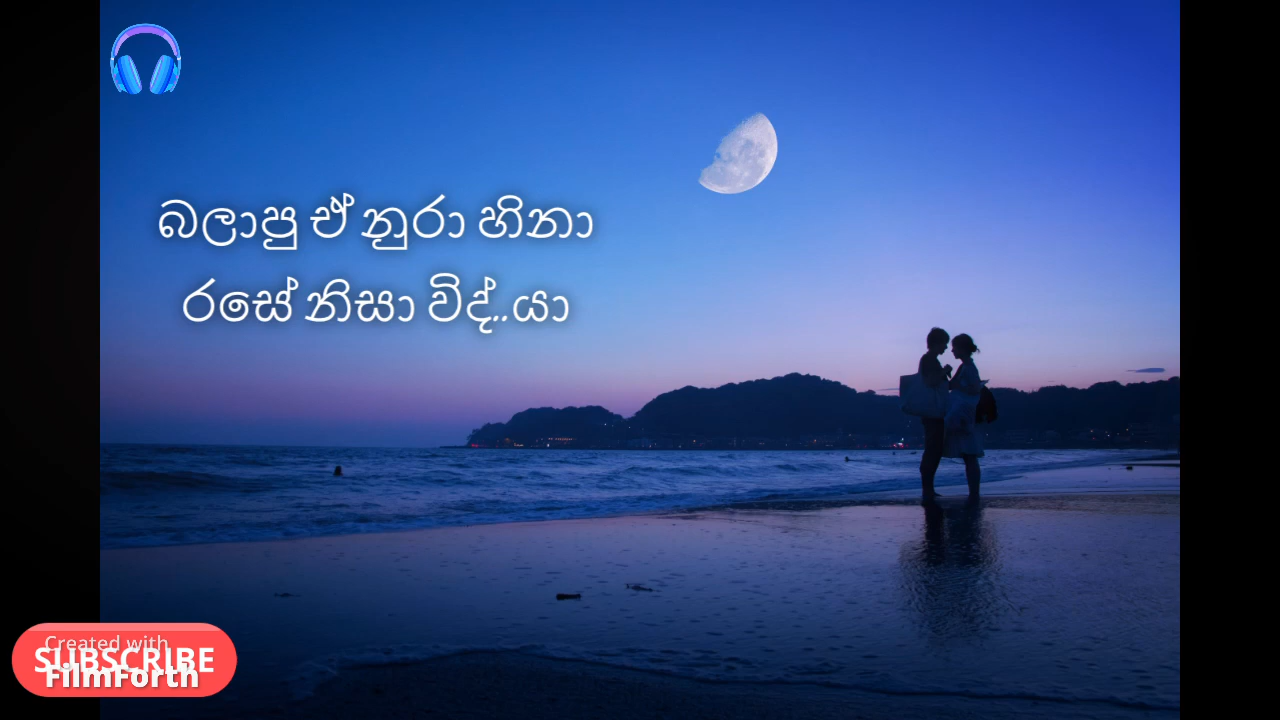 බලාපු ඒ නුරා හිනා
රසේ නිසා විද්..යා
Created with
SUBSCRIBE
FilmForth